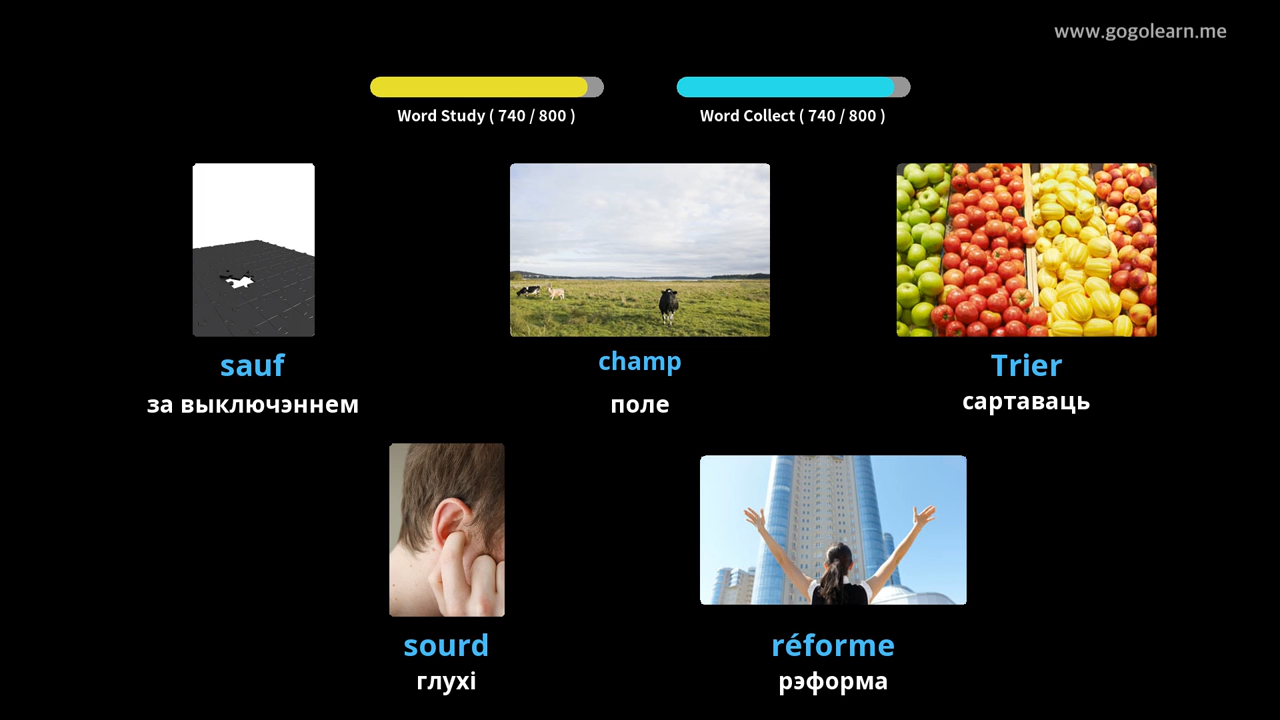 www.gogolearn.me
Word Study ( 740 / 800 )
Word Collect ( 740 / 800 )
sauf
за выключэннем
champ
поле
Trier
сартаваць
sourd
глухі
réforme
рэформа